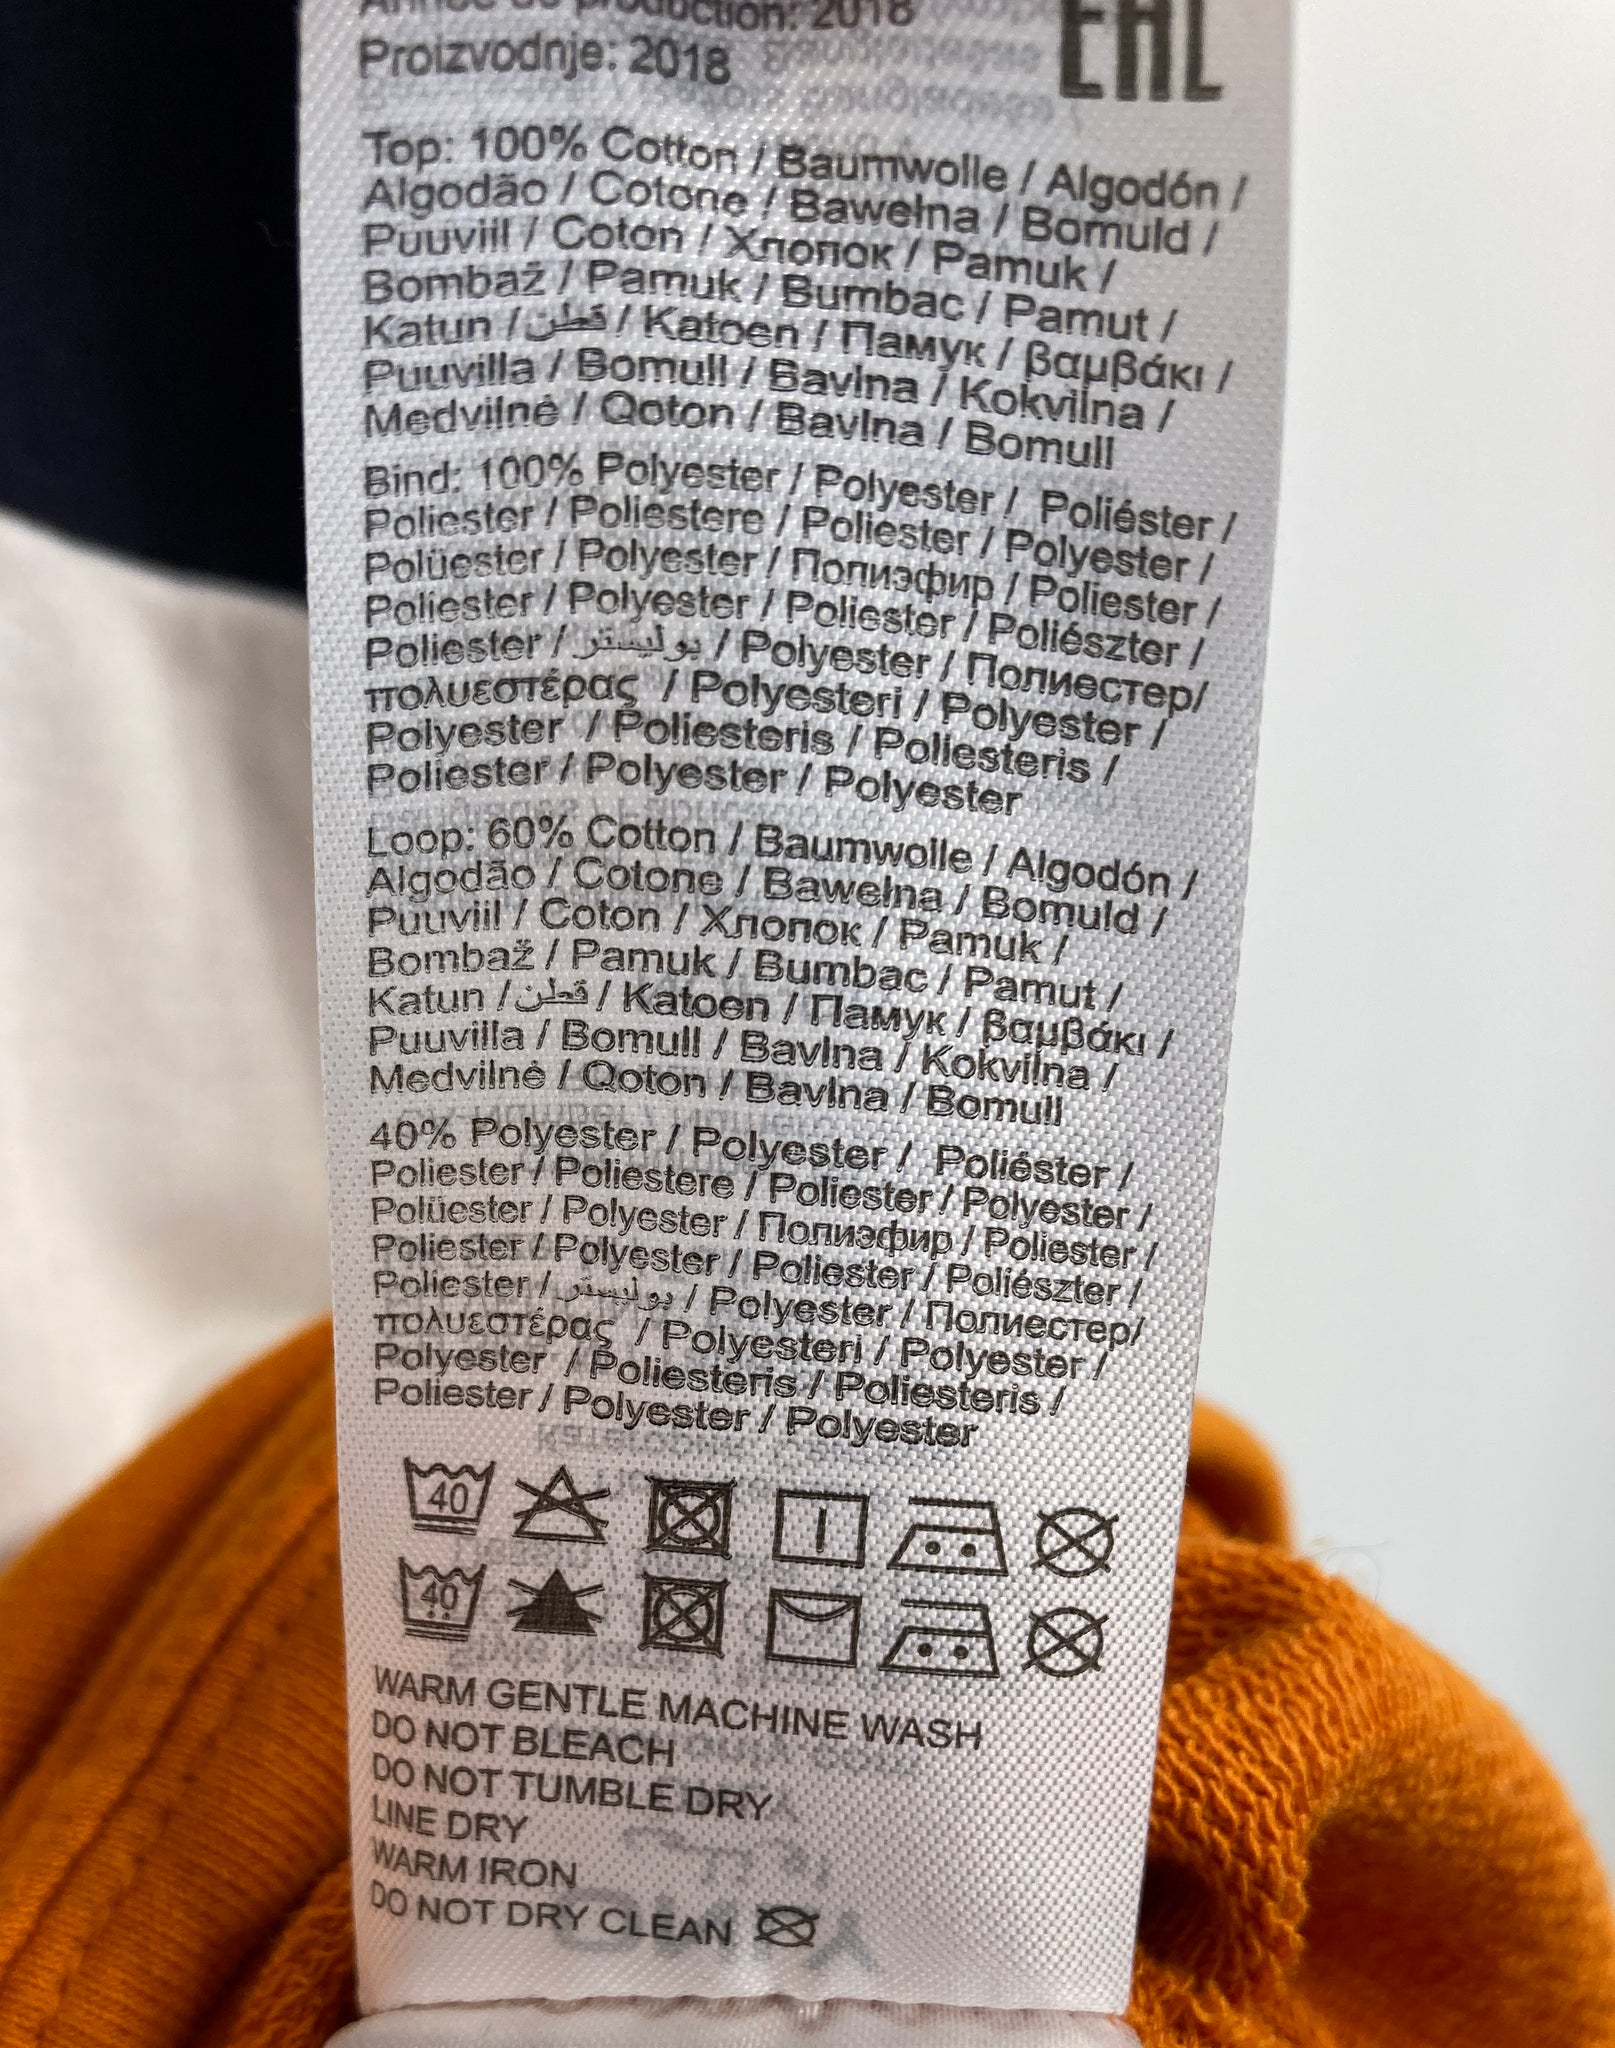 production: 2018
Proizvodnje: 2018
EAC
Top: 100% Cotton / Baumwolle / Algodón /
Algodão / Cotone / Bawełna / Bomuld /
Puuviil / Coton / Хлопок / Pamuk /
Bombaž / Pamuk / Bumbac / Pamut /
Katun / قطن / Katoen / Памук / βαμβάκι /
Puuvilla / Bomull / Bavlna / Kokvilna /
Medvilnė / Qoton / Bavlna / Bomull
Bind: 100% Polyester / Polyester / Poliéster /
Poliester / Poliestere / Poliester / Polyester /
Polüester / Polyester / Полиэфир / Poliester /
Poliester / Polyester / Poliester / Poliészter /
Poliester / بوليستر / Polyester / Полиестер/
πολυεστέρας / Polyesteri / Polyester /
Polyester / Poliesteris / Poliesteris /
Poliester / Polyester / Polyester
Loop: 60% Cotton / Baumwolle / Algodón /
Algodão / Cotone / Bawełna / Bomuld /
Puuviil / Coton / Хлопок / Pamuk /
Bombaž / Pamuk / Bumbac / Pamut /
Katun / قطن / Katoen / Памук / βαμβάκι /
Puuvilla / Bomull / Bavlna / Kokvilna /
Medvilnė / Qoton / Bavlna / Bomull
40% Polyester / Polyester / Poliéster /
Poliester / Poliestere / Poliester / Polyester /
Polüester / Polyester / Полиэфир / Poliester /
Poliester / Polyester / Poliester / Poliészter /
Poliester / بوليستر / Polyester / Полиестер/
πολυεστέρας / Polyesteri / Polyester /
Polyester / Poliesteris / Poliesteris /
Poliester / Polyester / Polyester
40
40
WARM GENTLE MACHINE WASH
DO NOT BLEACH
DO NOT TUMBLE DRY
LINE DRY
WARM IRON
DO NOT DRY CLEAN